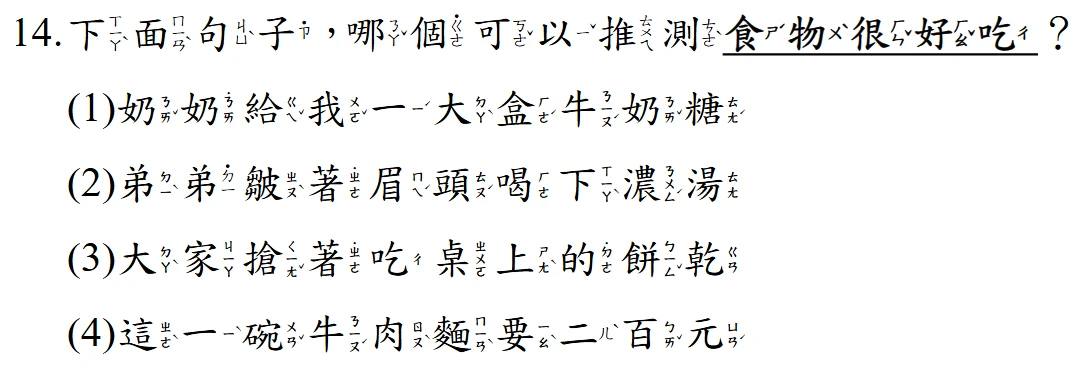 14.下面句子，哪個可以推測食物很好吃？
(1)奶奶給我一大盒牛奶糖
(2)弟弟皺著眉頭喝下濃湯
(3)大家搶著吃桌上的餅乾
(4)這一碗牛肉麵要二百元